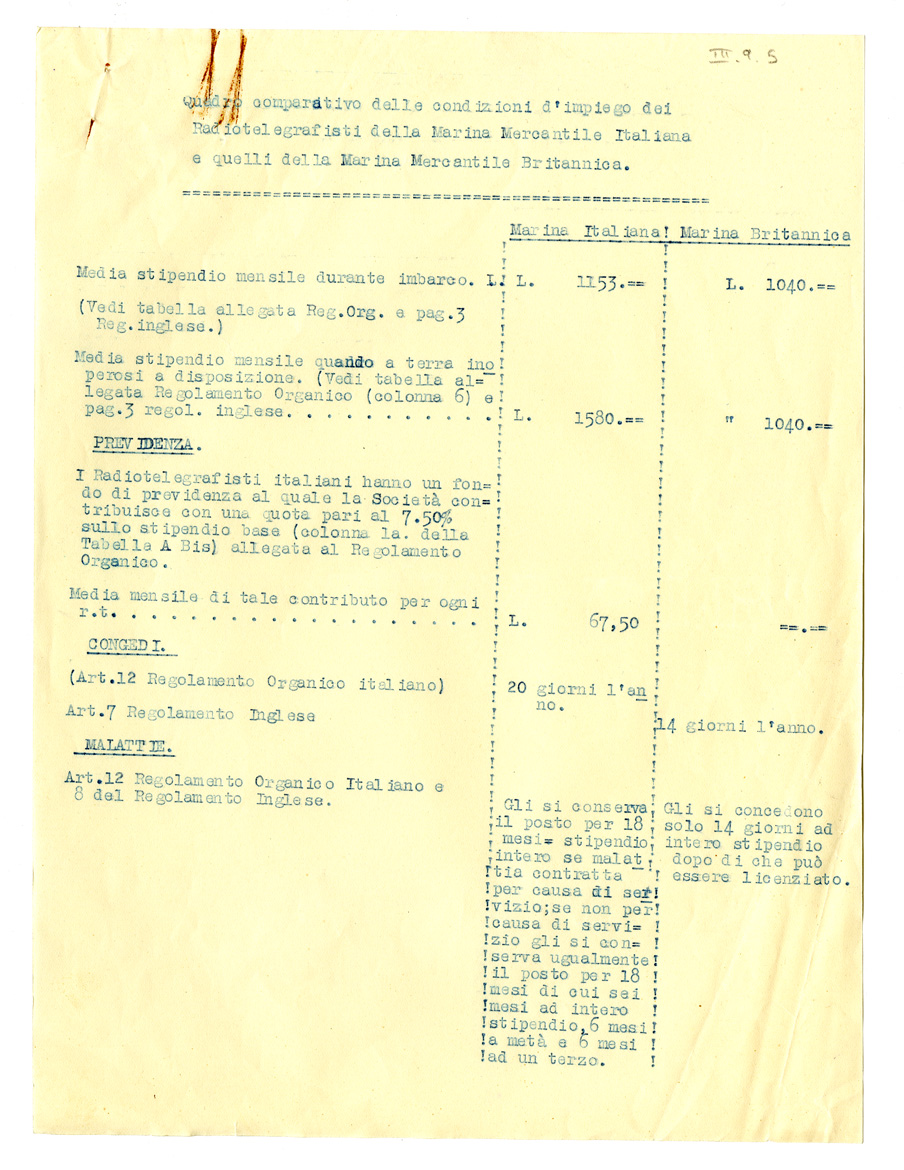 III.9.5
Quadro comparativo delle condizioni d'impiego dei
Radiotelegrafisti della Marina Mercantile Italiana
e quelli della Marina Mercantile Britannica.
=====================================================
Marina Italiana! Marina Britannica
Media stipendio mensile durante imbarco. L. L. 1153.== L. 1040.==
(Vedi tabella allegata Reg.Org. e pag.3
Reg.inglese.)
Media stipendio mensile quando a terra ino
perosi a disposizione. (Vedi tabella al=
legata Regolamento Organico (colonna 6) e
pag.3 regol. inglese. . . . . . . . . . . . L. 1580.== " 1040.==
PREVIDENZA.
I Radiotelegrafisti italiani hanno un fon=
do di previdenza al quale la Società con=
tribuisce con una quota pari al 7.50%
sullo stipendio base (colonna la. della
Tabella A Bis) allegata al Regolamento
Organico.
Media mensile di tale contributo per ogni
r.t. . . . . . . . . . . . . . . . . . . . L. 67,50 ==.==
CONGEDI.
(Art.12 Regolamento Organico italiano) 20 giorni l'an
no.
Art.7 Regolamento Inglese 14 giorni l'anno.
MALATTIE.
Art.12 Regolamento Organico Italiano e
8 del Regolamento Inglese.
Gli si conserva
il posto per 18
mesi= stipendio
intero se malat
tia contratta
per causa di ser
vizio;se non per
causa di servi=
zio gli si con=
serva ugualmente
il posto per 18
mesi di cui sei
mesi ad intero
stipendio,6 mesi
a metà e 6 mesi
ad un terzo.
Gli si concedono
solo 14 giorni ad
intero stipendio
dopo di che può
essere licenziato.